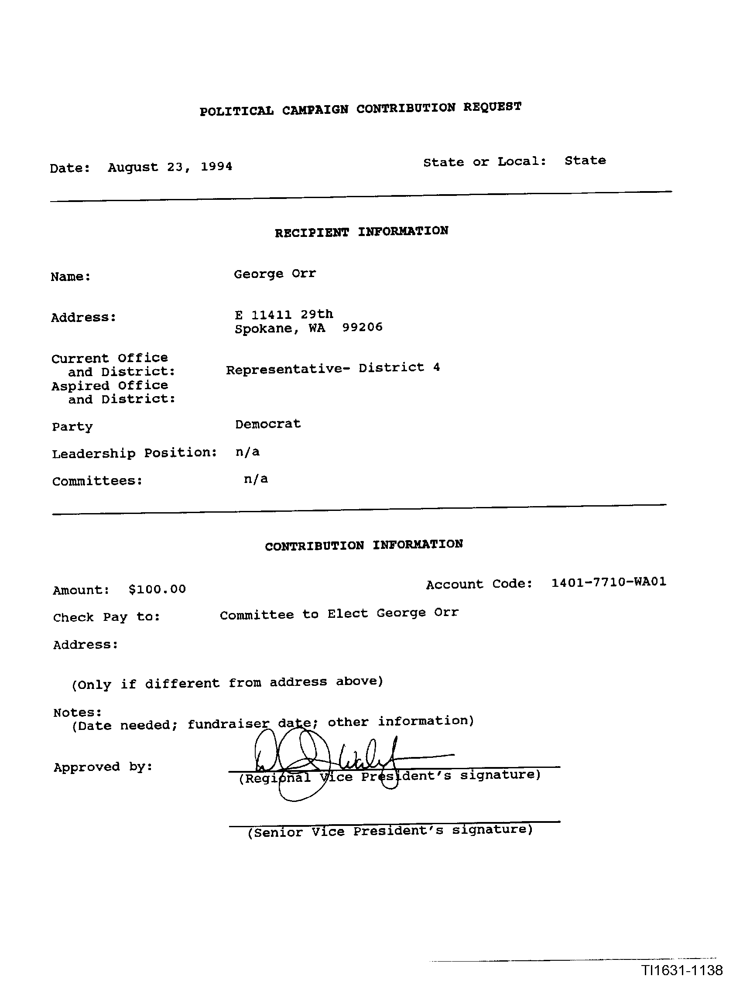 POLITICAL CAMPAIGN CONTRIBUTION REQUEST
Date: August 23, 1994 State or Local: State
RECIPIENT INFORMATION
Name: George Orr
Address: E 11411 29th
Spokane, WA 99206
Current Office
and District: Representative- District 4
Aspired Office
and District:
Party Democrat
Leadership Position: n/a
Committees: n/a
CONTRIBUTION INFORMATION
Amount: $100.00 Account Code: 1401-7710-WA01
Check Pay to: Committee to Elect George Orr
Address:
(Only if different from address above)
Notes:
(Date needed; fundraiser date; other information)
Approved by:
(Regional Vice President's signature)
(Senior Vice President's signature)
TI1631-1138